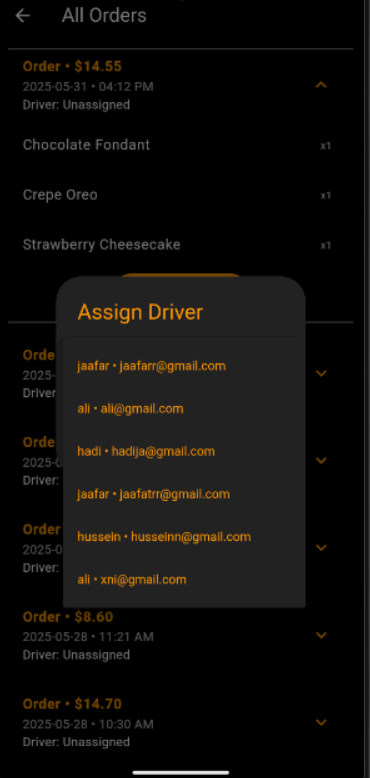 All Orders
Order • $14.55
2025-05-31 • 04:12 PM
Driver: Unassigned
Chocolate Fondant x1
Crepe Oreo x1
Strawberry Cheesecake x1
Assign Driver
jaafar • jaafarr@gmail.com
ali • ali@gmail.com
hadi • hadija@gmail.com
jaafar • jaafatrr@gmail.com
hussein • husseinn@gmail.com
ali • xni@gmail.com
Orde
2025-
Driver
Orde
2025-0
Driver:
Order
2025-0
Driver:
Order • $8.60
2025-05-28 • 11:21 AM
Driver: Unassigned
Order • $14.70
2025-05-28 • 10:30 AM
Driver: Unassigned